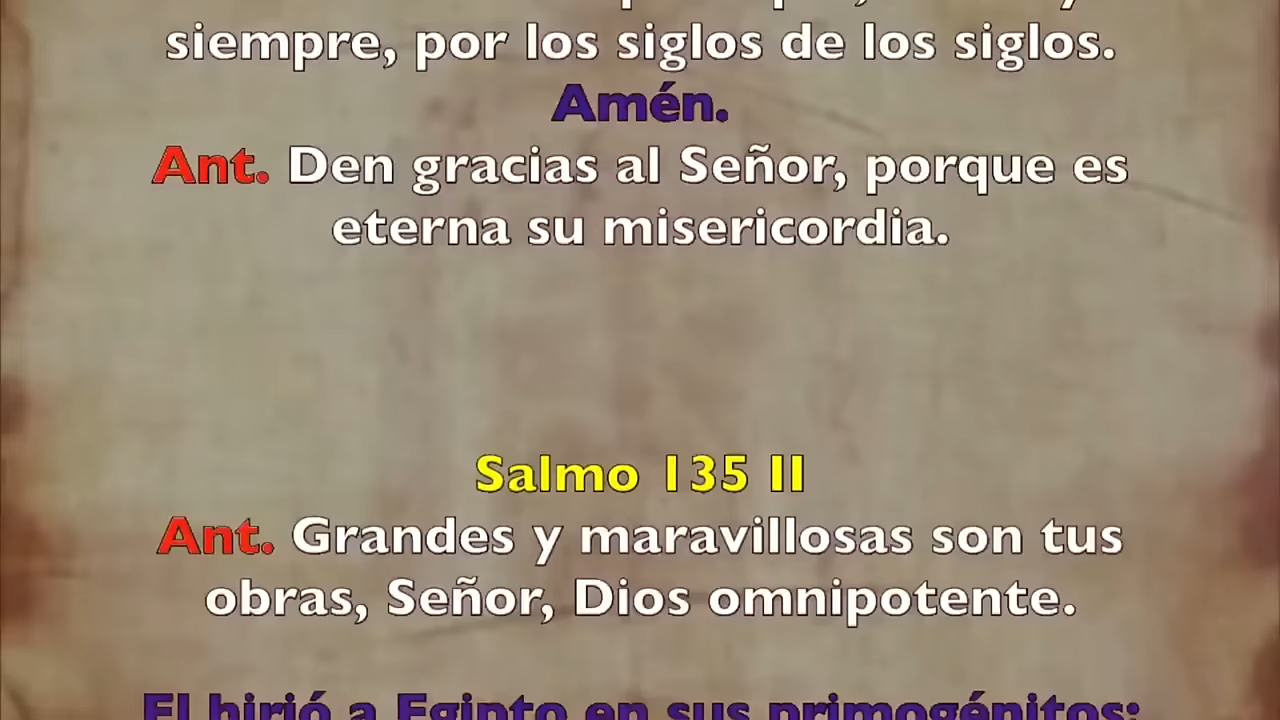 siempre, por los siglos de los siglos.
Amén.
Ant. Den gracias al Señor, porque es
eterna su misericordia.
Salmo 135 II
Ant. Grandes y maravillosas son tus
obras, Señor, Dios omnipotente.
El hirió a Egipto en sus primogénitos: